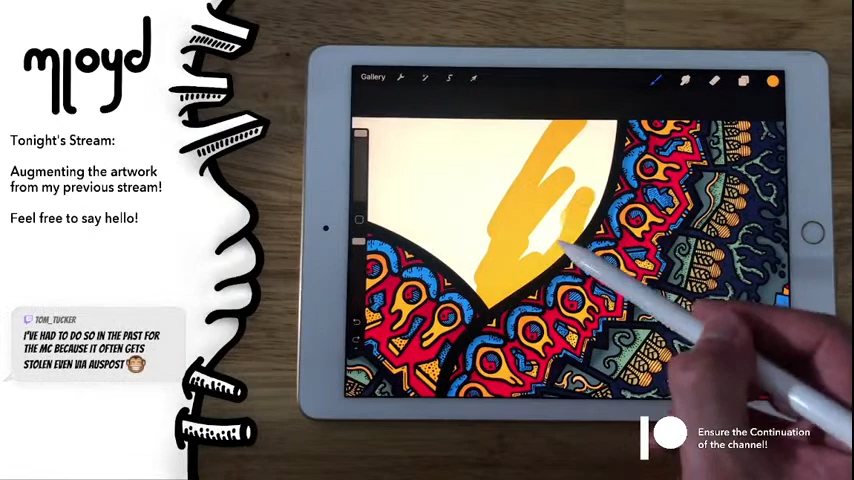 mloyd
Tonight's Stream:
Augmenting the artwork
from my previous stream!
Feel free to say hello!
TOM_TUCKER
I'VE HAD TO DO SO IN THE PAST FOR
THE MC BECAUSE IT OFTEN GETS
STOLEN EVEN VIA AUSPOST
Gallery
Ensure the Continuation
of the channel!